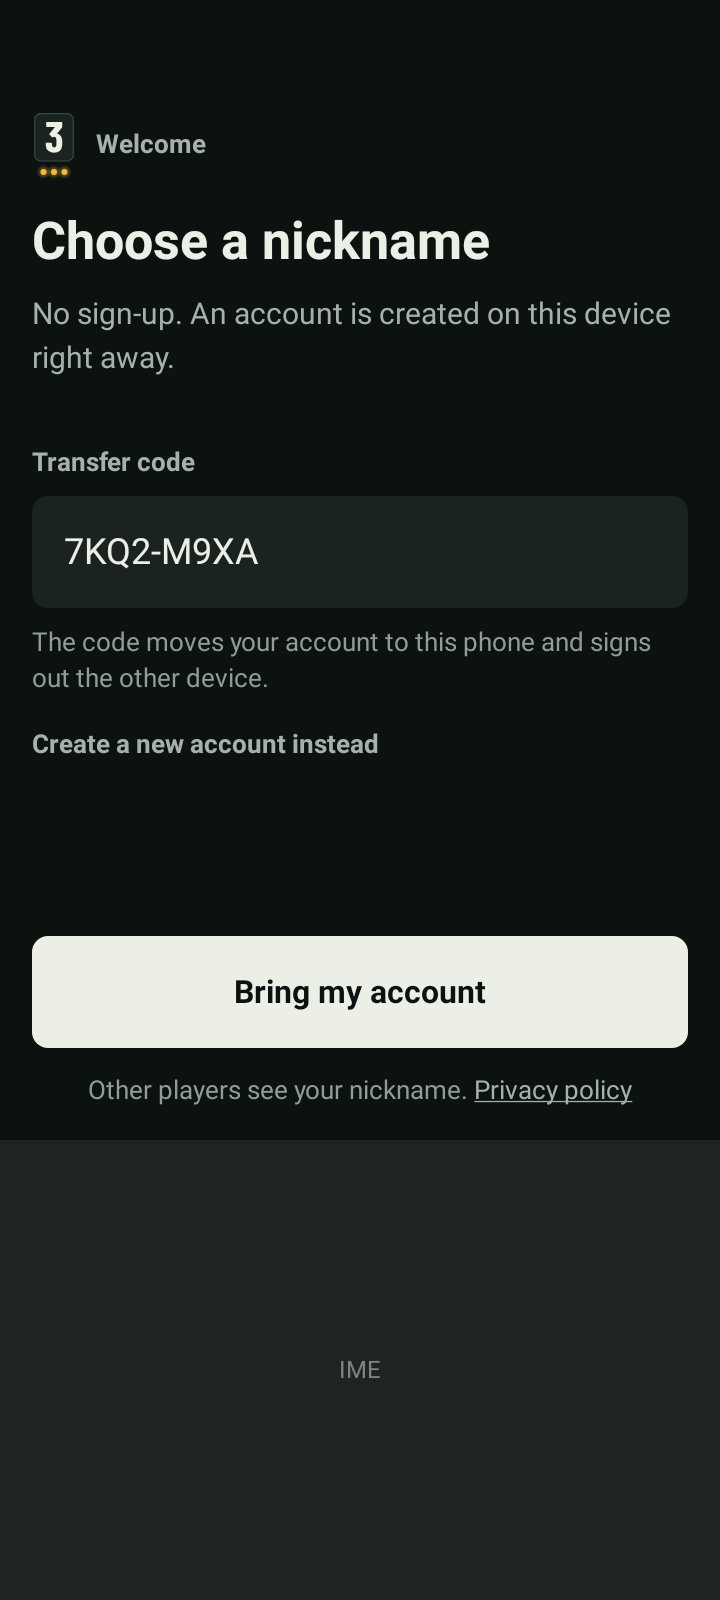 3
Welcome
Choose a nickname
No sign-up. An account is created on this device
right away.
Transfer code
7KQ2-M9XA
The code moves your account to this phone and signs
out the other device.
Create a new account instead
Bring my account
Other players see your nickname. Privacy policy
IME